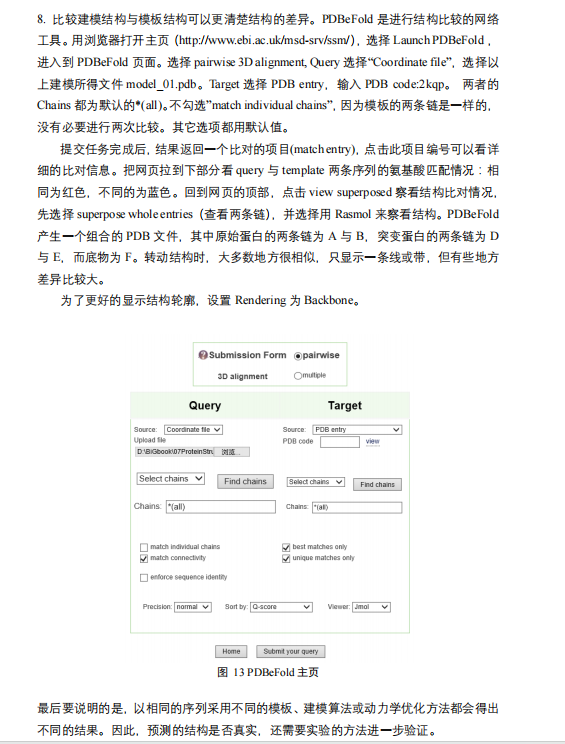 8. 比较建模结构与模板结构可以更清楚结构的差异。PDBeFold 是进行结构比较的网络
工具。用浏览器打开主页（http://www.ebi.ac.uk/msd-srv/ssm/），选择 Launch PDBeFold，
进入到 PDBeFold 页面。选择 pairwise 3D alignment, Query 选择“Coordinate file”，选择以
上建模所得文件 model_01.pdb。Target 选择 PDB entry，输入 PDB code:2kqp。 两者的
Chains 都为默认的*(all)。不勾选”match individual chains”，因为模板的两条链是一样的，
没有必要进行两次比较。其它选项都用默认值。
提交任务完成后，结果返回一个比对的项目(match entry)，点击此项目编号可以看详
细的比对信息。把网页拉到下部分看 query 与 template 两条序列的氨基酸匹配情况：相
同为红色，不同的为蓝色。回到网页的顶部，点击 view superposed 察看结构比对情况，
先选择 superpose whole entries（查看两条链），并选择用 Rasmol 来察看结构。PDBeFold
产生一个组合的 PDB 文件，其中原始蛋白的两条链为 A 与 B，突变蛋白的两条链为 D
与 E，而底物为 F。转动结构时，大多数地方很相似，只显示一条线或带，但有些地方
差异比较大。
为了更好的显示结构轮廓，设置 Rendering 为 Backbone。
Submission Form pairwise
3D alignment multiple
Query Target
Source: Coordinate file Source: PDB entry
Upload file PDB code view
D:\BIGbook\07ProteinStru 浏览...
Select chains Find chains Select chains Find chains
Chains: *(all) Chains: *(all)
match individual chains best matches only
match connectivity unique matches only
enforce sequence identity
Precision: normal Sort by: Q-score Viewer: Jmol
Home Submit your query
图 13 PDBeFold 主页
最后要说明的是，以相同的序列采用不同的模板、建模算法或动力学优化方法都会得出
不同的结果。因此，预测的结构是否真实，还需要实验的方法进一步验证。